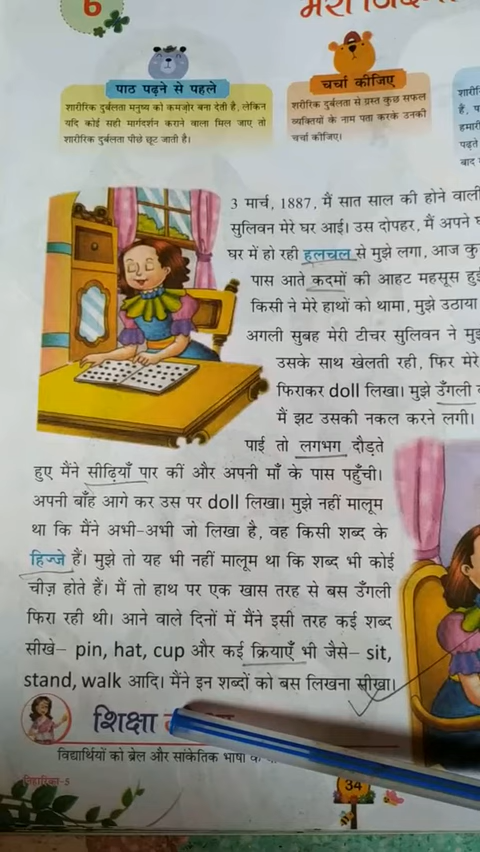 6
पाठ पढ़ने से पहले
शारीरिक दुर्बलता मनुष्य को कमज़ोर बना देती है, लेकिन
यदि कोई सही मार्गदर्शन कराने वाला मिल जाए तो
शारीरिक दुर्बलता पीछे छूट जाती है।
चर्चा कीजिए
शारीरिक दुर्बलता से ग्रस्त कुछ सफल
व्यक्तियों के नाम पता करके उनकी
चर्चा कीजिए।
हमारी
पढ़ते
बाद
3 मार्च, 1887, मैं सात साल की होने वाली
सुलिवन मेरे घर आई। उस दोपहर, मैं अपने
घर में हो रही हलचल से मुझे लगा, आज कु
पास आते कदमों की आहट महसूस हुई
किसी ने मेरे हाथों को थामा, मुझे उठाया
अगली सुबह मेरी टीचर सुलिवन ने मु
उसके साथ खेलती रही, फिर मेरे
फिराकर doll लिखा। मुझे उँगली
मैं झट उसकी नकल करने लगी।
पाई तो लगभग दौड़ते
हुए मैंने सीढ़ियाँ पार कीं और अपनी माँ के पास पहुँची।
अपनी बाँह आगे कर उस पर doll लिखा। मुझे नहीं मालूम
था कि मैंने अभी-अभी जो लिखा है, वह किसी शब्द के
हिज्जे हैं। मुझे तो यह भी नहीं मालूम था कि शब्द भी कोई
चीज़ होते हैं। मैं तो हाथ पर एक खास तरह से बस उँगली
फिरा रही थी। आने वाले दिनों में मैंने इसी तरह कई शब्द
सीखे– pin, hat, cup और कई क्रियाएँ भी जैसे– sit,
stand, walk आदि। मैंने इन शब्दों को बस लिखना सीखा।
शिक्षा
विद्यार्थियों को ब्रेल और सांकेतिक भाषा
निहारिका-5
34